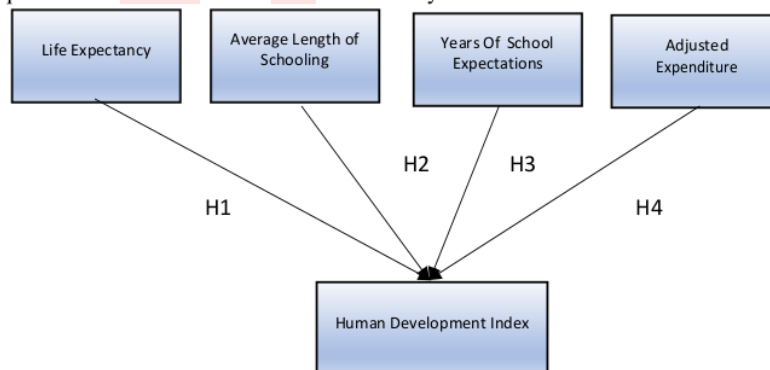 Life Expectancy
Average Length of
Schooling
Years Of School
Expectations
Adjusted
Expenditure
H1
H2
H3
H4
Human Development Index